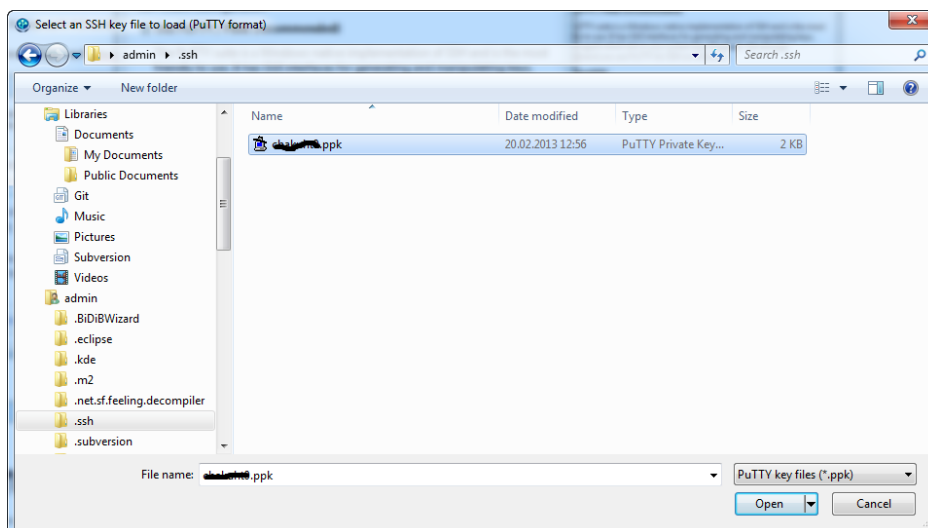 Select an SSH key file to load (PuTTY format)
admin .ssh
Search .ssh
Organize New folder
Name Date modified Type Size
.ppk 20.02.2013 12:56 PuTTY Private Key... 2 KB
Libraries
Documents
My Documents
Public Documents
Git
Music
Pictures
Subversion
Videos
admin
.BiDiBWizard
.eclipse
.kde
.m2
.net.sf.feeling.decompiler
.ssh
.subversion
File name: .ppk
PuTTY key files (*.ppk)
Open Cancel